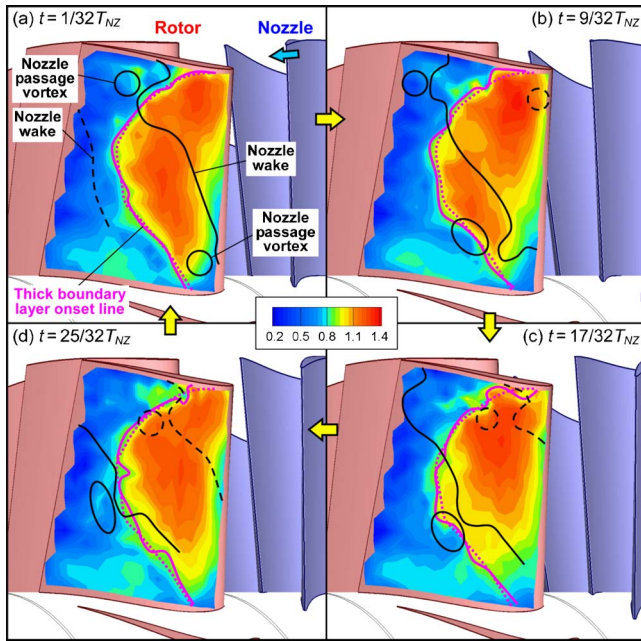 (a) t = 1/32T_NZ
Rotor
Nozzle
(b) t = 9/32T_NZ
Nozzle
passage
vortex
Nozzle
wake
Nozzle
wake
Nozzle
passage
vortex
Thick boundary
layer onset line
0.2 0.5 0.8 1.1 1.4
(d) t = 25/32T_NZ
(c) t = 17/32T_NZ